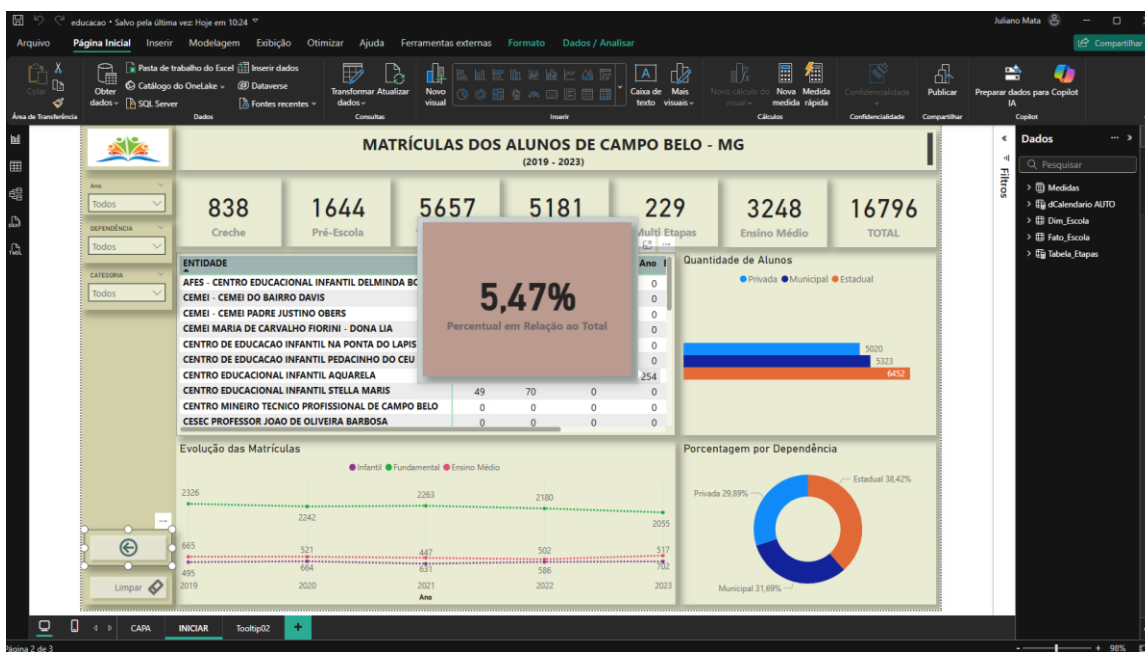 educacao • Salvo pela última vez: Hoje em 10:24
Juliano Mata
Arquivo Página Inicial Inserir Modelagem Exibição Otimizar Ajuda Ferramentas externas Formato Dados / Analisar
Compartilhar
Colar
Obter dados
Pasta de trabalho do Excel
Catálogo do OneLake
SQL Server
Inserir dados
Dataverse
Fontes recentes
Transformar dados
Atualizar
Novo visual
Caixa de texto
Mais visuais
Novo cálculo do visual
Nova medida
Medida rápida
Confidencialidade
Publicar
Preparar dados para IA
Copilot
Área de Transferência Dados Consultas Inserir Cálculos Confidencialidade Compartilhar Copilot
MATRÍCULAS DOS ALUNOS DE CAMPO BELO - MG
(2019 - 2023)
Ano
Todos
DEPENDÊNCIA
Todos
CATEGORIA
Todos
838 1644 5657 5181 229 3248 16796
Creche Pré-Escola Multi Etapas Ensino Médio TOTAL
5,47%
Percentual em Relação ao Total
ENTIDADE Ano
AFES - CENTRO EDUCACIONAL INFANTIL DELMINDA BO 0
CEMEI - CEMEI DO BAIRRO DAVIS 0
CEMEI - CEMEI PADRE JUSTINO OBERS 0
CEMEI MARIA DE CARVALHO FIORINI - DONA LIA 0
CENTRO DE EDUCACAO INFANTIL NA PONTA DO LAPIS 0
CENTRO DE EDUCACAO INFANTIL PEDACINHO DO CEU 0
CENTRO EDUCACIONAL INFANTIL AQUARELA 254
CENTRO EDUCACIONAL INFANTIL STELLA MARIS 49 70 0 0
CENTRO MINEIRO TECNICO PROFISSIONAL DE CAMPO BELO 0 0 0 0
CESEC PROFESSOR JOAO DE OLIVEIRA BARBOSA 0 0 0 0
Quantidade de Alunos
Privada Municipal Estadual
5020
5323
6452
Evolução das Matrículas
Infantil Fundamental Ensino Médio
2326 2242 2263 2180 2055
665 521 447 502 517
495 664 631 586 702
2019 2020 2021 2022 2023
Ano
Porcentagem por Dependência
Privada 29,89%
Estadual 38,42%
Municipal 31,69%
Limpar
Filtros
Dados
Pesquisar
Medidas
dCalendario AUTO
Dim_Escola
Fato_Escola
Tabela_Etapas
CAPA INICIAR Tooltip02
Página 2 de 3
98%